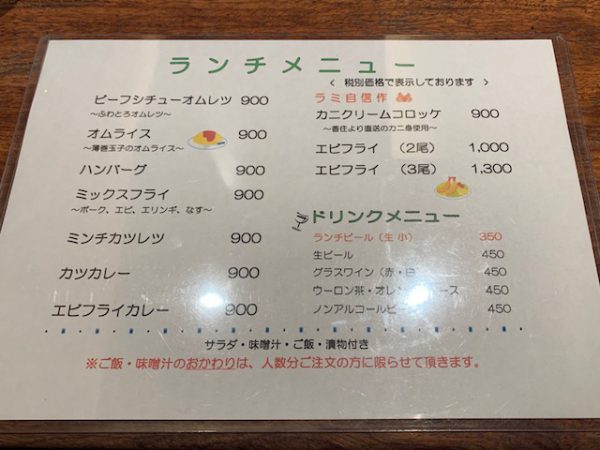 ランチメニュー
< 税別価格で表示しております >
ビーフシチューオムレツ 900
～ふわとろオムレツ～
オムライス 900
～薄巻玉子のオムライス～
ハンバーグ 900
ミックスフライ 900
～ポーク、エビ、エリンギ、なす～
ミンチカツレツ 900
カツカレー 900
エビフライカレー 900
ラミ自信作
カニクリームコロッケ 900
～香住より直送のカニ身使用～
エビフライ （2尾） 1,000
エビフライ （3尾） 1,300
ドリンクメニュー
ランチビール（生 小） 350
生ビール 450
グラスワイン（赤・ 450
ウーロン茶・オレン ース 450
ノンアルコールビ 450
サラダ・味噌汁・ご飯・漬物付き
※ご飯・味噌汁のおかわりは、人数分ご注文の方に限らせて頂きます。